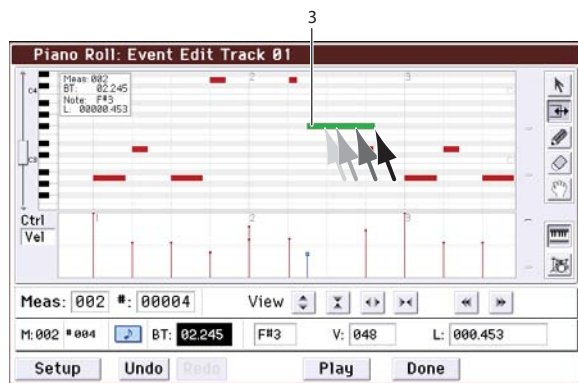 3
Piano Roll: Event Edit Track 01
Meas: 002
BT: 02.245
Note: F#3
L: 00000.453
2
3
C4
C3
Ctrl
Vel
1
2
3
Meas: 002 #: 00004 View
M:002 #004 BT: 02.245 F#3 V: 048 L: 000.453
Setup Undo Redo Play Done